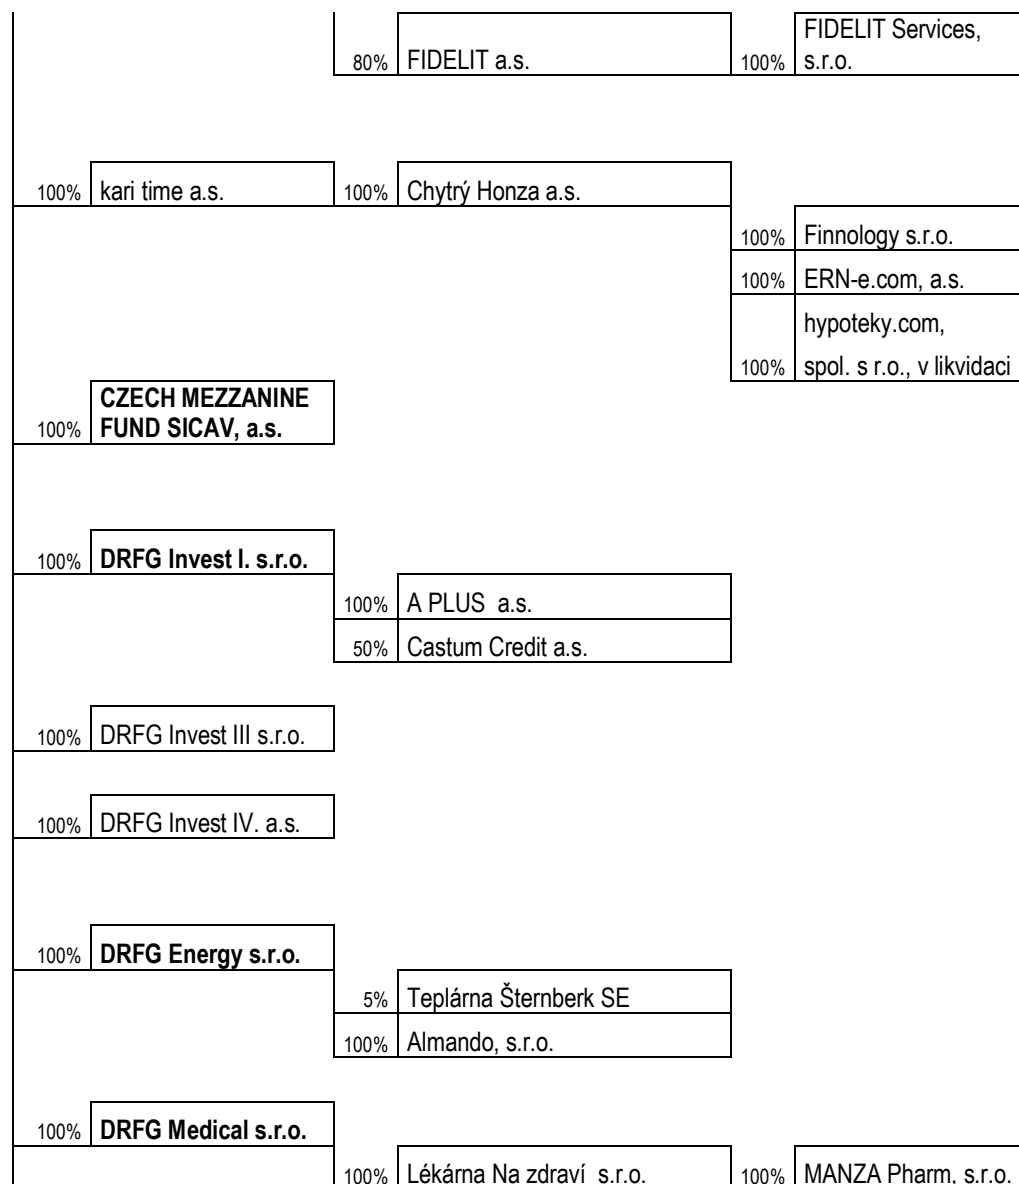 FIDELIT Services,
80% FIDELIT a.s. 100% s.r.o.
100% kari time a.s. 100% Chytrý Honza a.s.
100% Finnology s.r.o.
100% ERN-e.com, a.s.
hypoteky.com,
100% spol. s r.o., v likvidaci
CZECH MEZZANINE
100% FUND SICAV, a.s.
100% DRFG Invest I. s.r.o.
100% A PLUS a.s.
50% Castum Credit a.s.
100% DRFG Invest III s.r.o.
100% DRFG Invest IV. a.s.
100% DRFG Energy s.r.o.
5% Teplárna Šternberk SE
100% Almando, s.r.o.
100% DRFG Medical s.r.o.
100% Lékárna Na zdraví s.r.o. 100% MANZA Pharm, s.r.o.